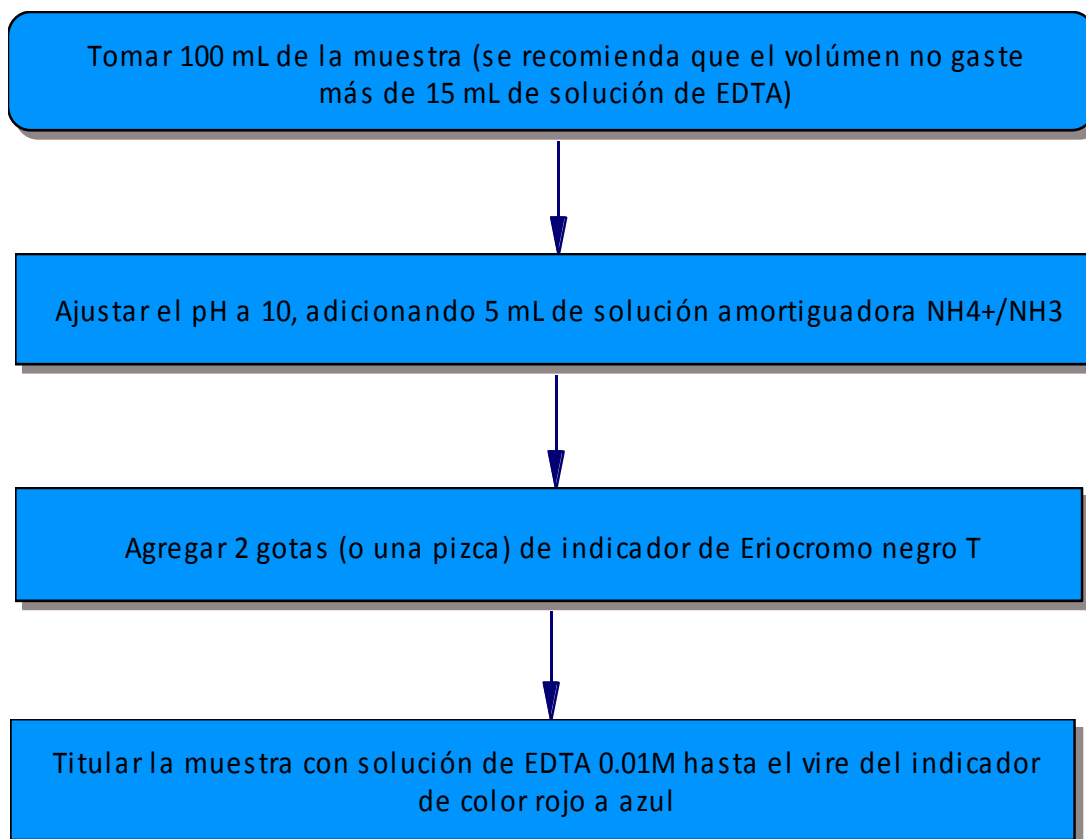 Tomar 100 mL de la muestra (se recomienda que el volúmen no gaste
más de 15 mL de solución de EDTA)
Ajustar el pH a 10, adicionando 5 mL de solución amortiguadora NH4+/NH3
Agregar 2 gotas (o una pizca) de indicador de Eriocromo negro T
Titular la muestra con solución de EDTA 0.01M hasta el vire del indicador
de color rojo a azul